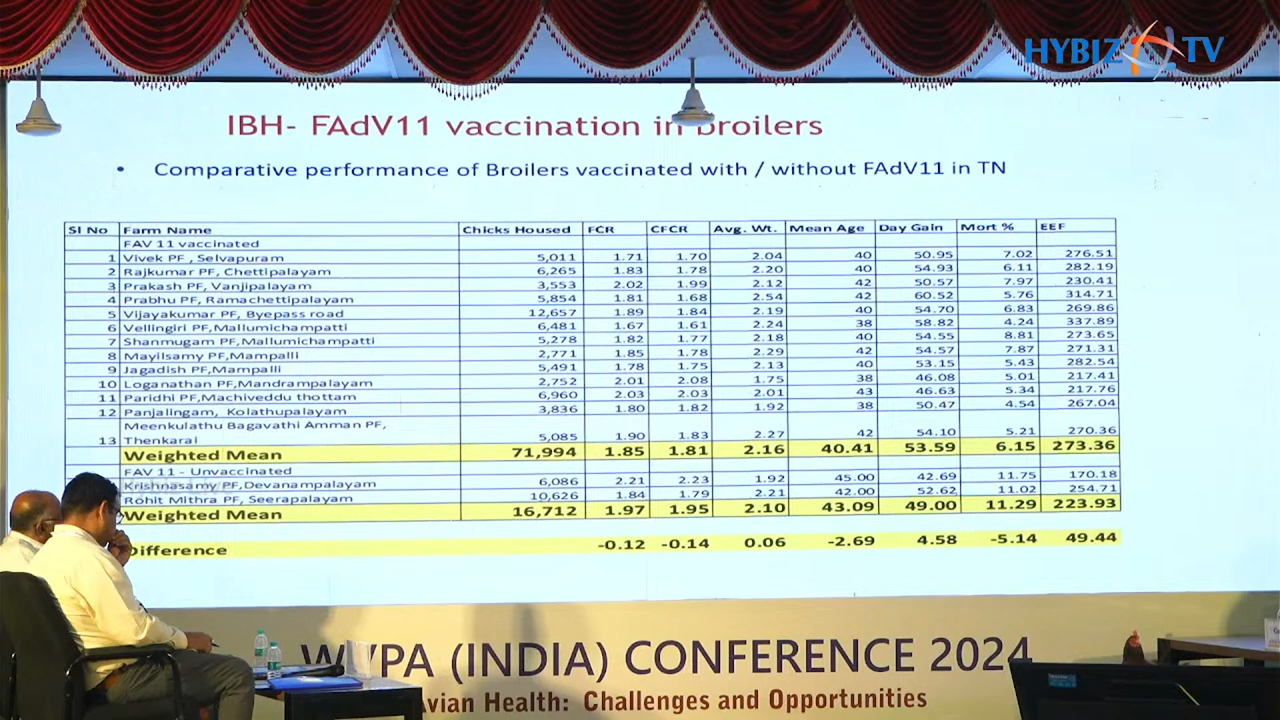 HYBIZ TV
IBH- FAdV11 vaccination in broilers
• Comparative performance of Broilers vaccinated with / without FAdV11 in TN
Sl No Farm Name Chicks Housed FCR CFCR Avg. Wt. Mean Age Day Gain Mort % EEF
FAV 11 vaccinated
1 Vivek PF , Selvapuram 5,011 1.71 1.70 2.04 40 50.95 7.02 276.51
2 Rajkumar PF, Chettipalayam 6,265 1.83 1.78 2.20 40 54.93 6.11 282.19
3 Prakash PF, Vanjipalayam 3,553 2.02 1.99 2.12 42 50.57 7.97 230.41
4 Prabhu PF, Ramachettipalayam 5,854 1.81 1.68 2.54 42 60.52 5.76 314.71
5 Vijayakumar PF, Byepass road 12,657 1.89 1.84 2.19 40 54.70 6.83 269.86
6 Vellingiri PF,Mallumichampatti 6,481 1.67 1.61 2.24 38 58.82 4.24 337.89
7 Shanmugam PF,Mallumichampatti 5,278 1.82 1.77 2.18 40 54.55 8.81 273.65
8 Mayilsamy PF,Mampalli 2,771 1.85 1.78 2.29 42 54.57 7.87 271.31
9 Jagadish PF,Mampalli 5,491 1.78 1.75 2.13 40 53.15 5.43 282.54
10 Loganathan PF,Mandrampalayam 2,752 2.01 2.08 1.75 38 46.08 5.01 217.41
11 Paridhi PF,Machiveddu thottam 6,960 2.03 2.03 2.01 43 46.63 5.34 217.76
12 Panjalingam, Kolathupalayam 3,836 1.80 1.82 1.92 38 50.47 4.54 267.04
Meenkulathu Bagavathi Amman PF,
13 Thenkarai 5,085 1.90 1.83 2.27 42 54.10 5.21 270.36
Weighted Mean 71,994 1.85 1.81 2.16 40.41 53.59 6.15 273.36
FAV 11 - Unvaccinated
Krishnasamy PF,Devanampalayam 6,086 2.21 2.23 1.92 45.00 42.69 11.75 170.18
Rohit Mithra PF, Seerapalayam 10,626 1.84 1.79 2.21 42.00 52.62 11.02 254.71
Weighted Mean 16,712 1.97 1.95 2.10 43.09 49.00 11.29 223.93
Difference -0.12 -0.14 0.06 -2.69 4.58 -5.14 49.44
WVPA (INDIA) CONFERENCE 2024
Avian Health: Challenges and Opportunities